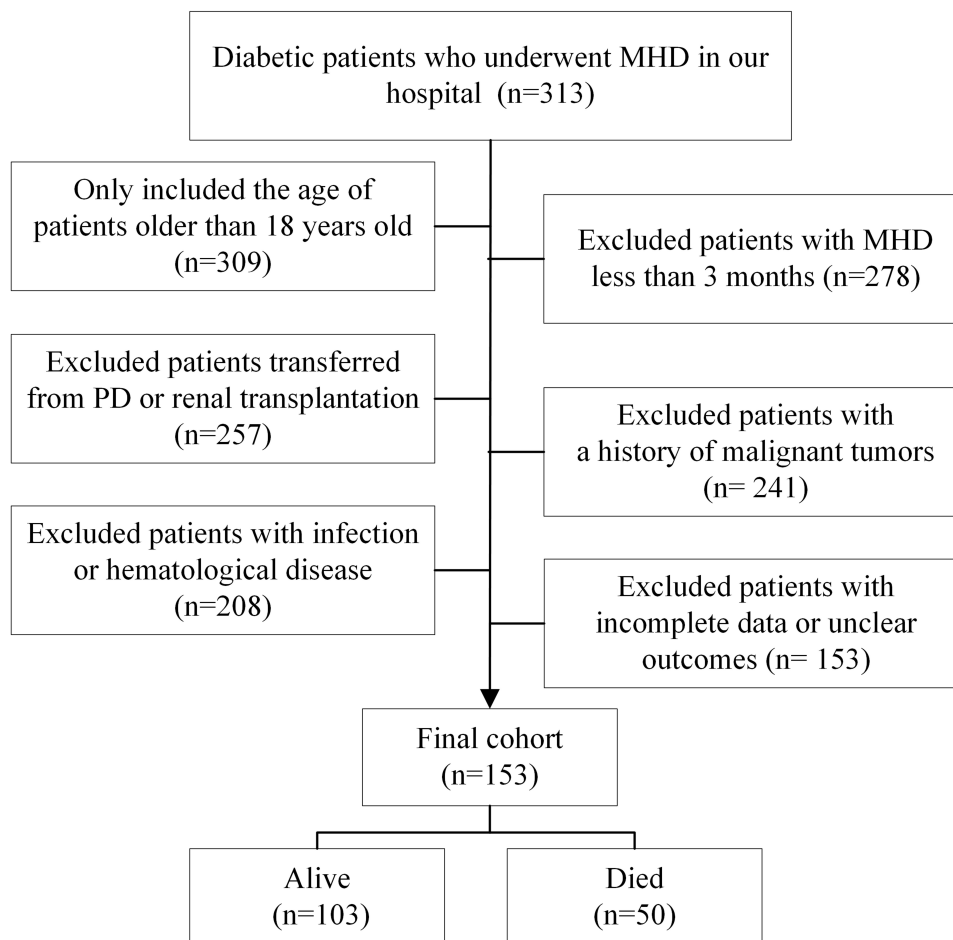 Diabetic patients who underwent MHD in our
hospital (n=313)
Only included the age of
patients older than 18 years old
(n=309)
Excluded patients with MHD
less than 3 months (n=278)
Excluded patients transferred
from PD or renal transplantation
(n=257)
Excluded patients with
a history of malignant tumors
(n= 241)
Excluded patients with infection
or hematological disease
(n=208)
Excluded patients with
incomplete data or unclear
outcomes (n= 153)
Final cohort
(n=153)
Alive
(n=103)
Died
(n=50)